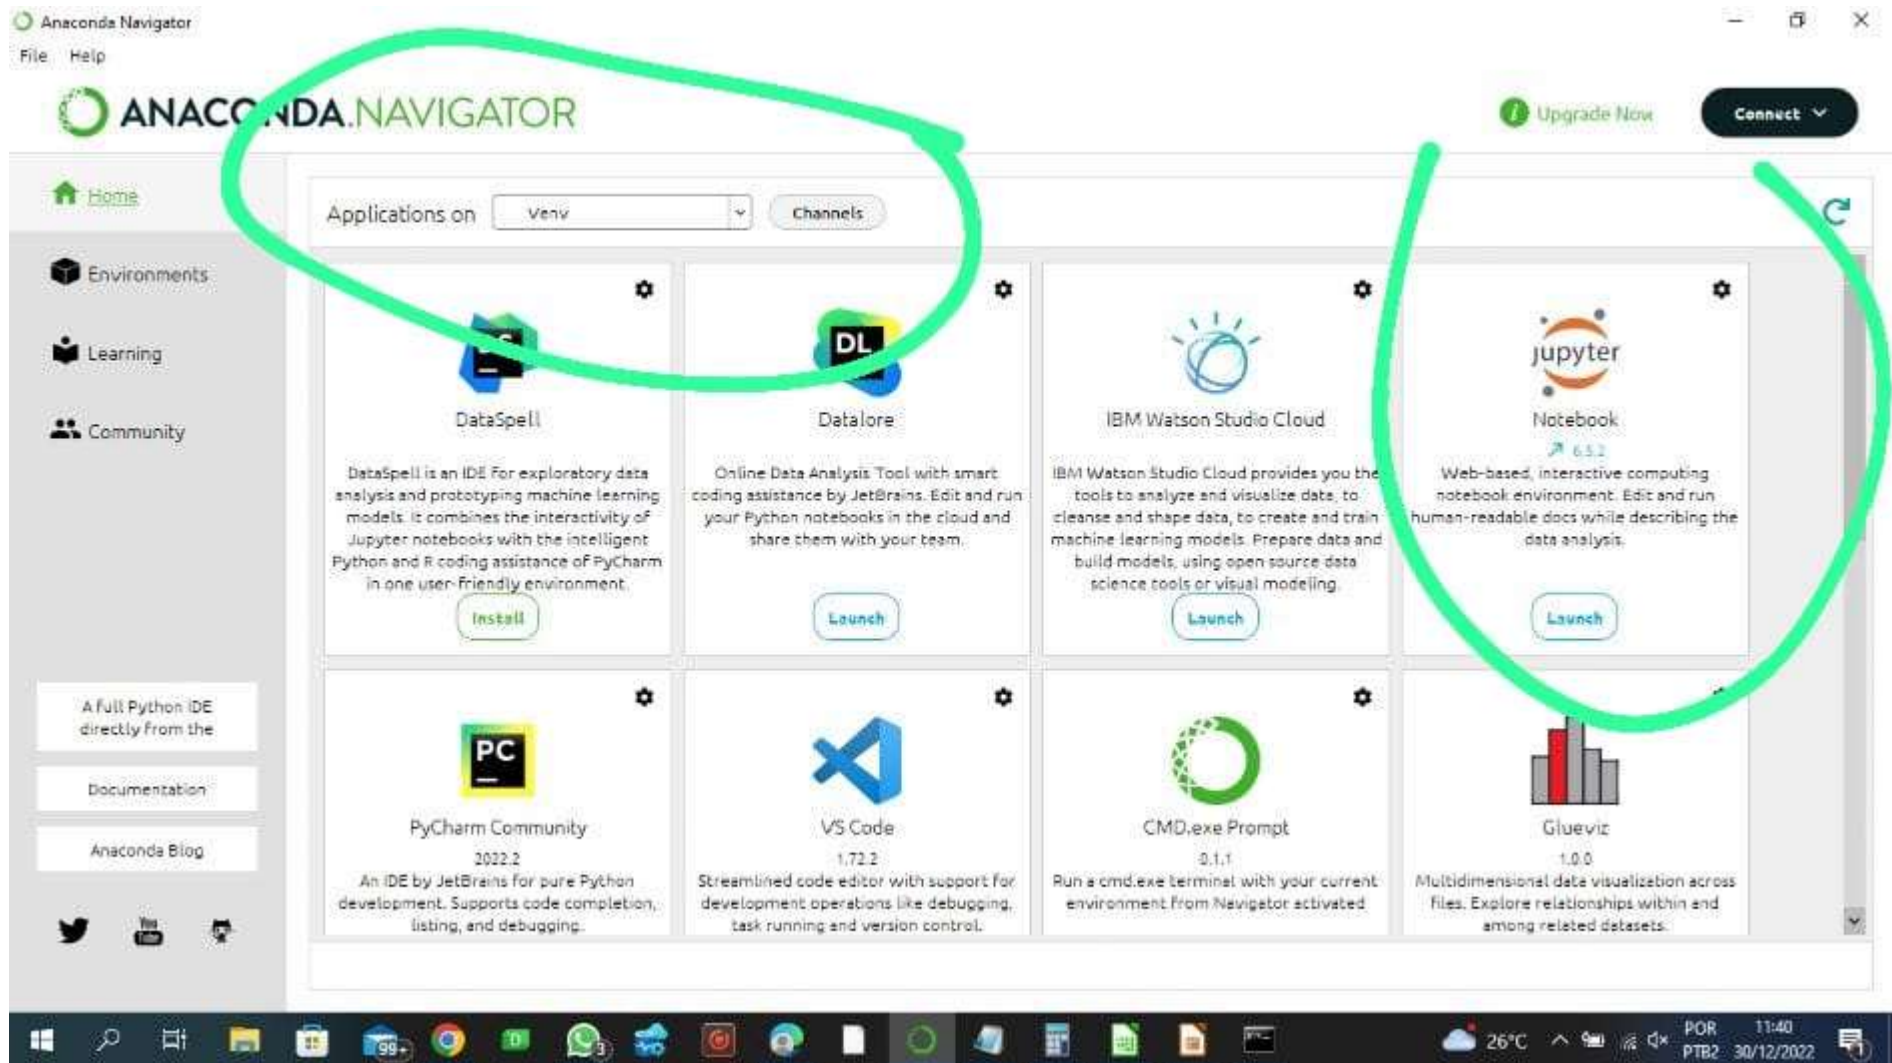 Anaconda Navigator
File Help
ANACONDA.NAVIGATOR
Upgrade Now
Connect
Home
Environments
Learning
Community
A full Python IDE
directly from the
Documentation
Anaconda Blog
You
Tube
Applications on Venv Channels
DS
DataSpell
DataSpell is an IDE for exploratory data
analysis and prototyping machine learning
models. It combines the interactivity of
Jupyter notebooks with the intelligent
Python and R coding assistance of PyCharm
in one user-friendly environment.
Install
DL
Datalore
Online Data Analysis Tool with smart
coding assistance by JetBrains. Edit and run
your Python notebooks in the cloud and
share them with your team.
Launch
IBM Watson Studio Cloud
IBM Watson Studio Cloud provides you the
tools to analyze and visualize data, to
cleanse and shape data, to create and train
machine learning models. Prepare data and
build models, using open source data
science tools or visual modeling.
Launch
jupyter
Notebook
6.5.2
Web-based, interactive computing
notebook environment. Edit and run
human-readable docs while describing the
data analysis.
Launch
PC
PyCharm Community
2022.2
An IDE by JetBrains for pure Python
development. Supports code completion,
listing, and debugging.
VS Code
1.72.2
Streamlined code editor with support for
development operations like debugging,
task running and version control.
CMD.exe Prompt
0.1.1
Run a cmd.exe terminal with your current
environment from Navigator activated
Glueviz
1.0.0
Multidimensional data visualization across
files. Explore relationships within and
among related datasets.
99+
D
3
26°C
POR
PTB2
11:40
30/12/2022
1